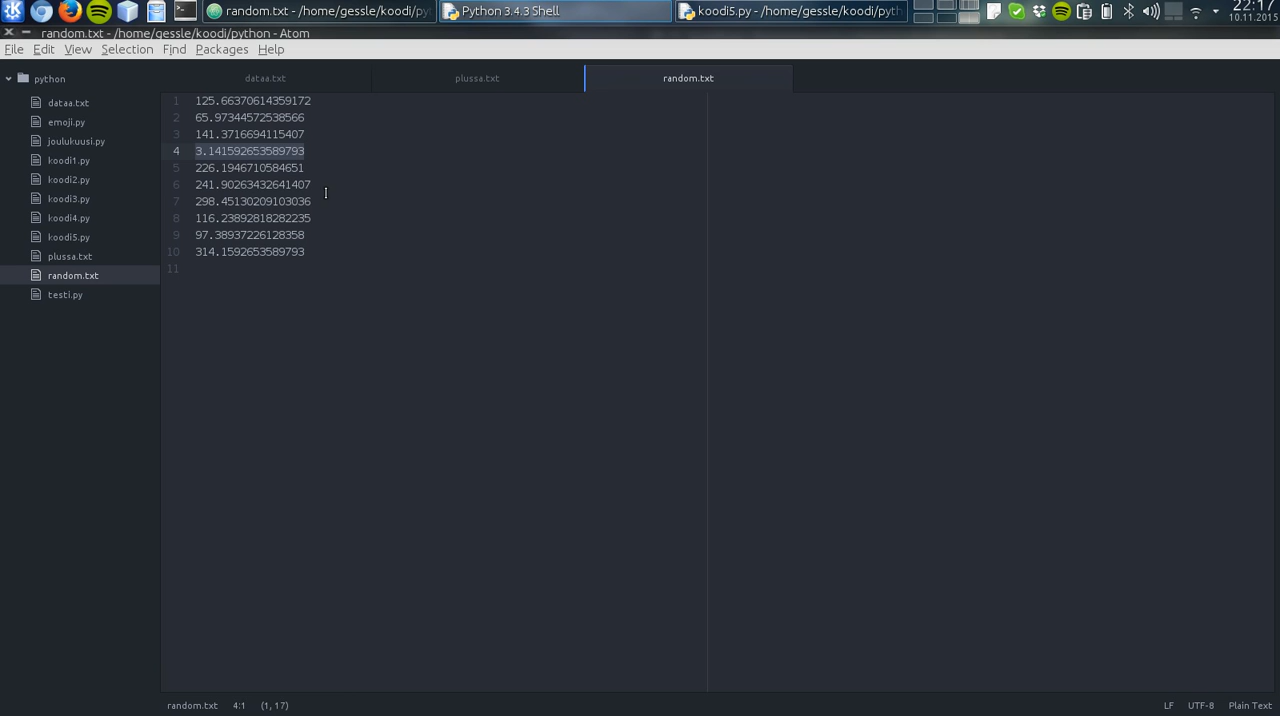 random.txt - /home/gessle/koodi/py
Python 3.4.3 Shell
koodi5.py - /home/gessle/koodi/pyth
22:17
10.11.2015
random.txt - /home/gessle/koodi/python - Atom
File Edit View Selection Find Packages Help
python
dataa.txt
emoji.py
joulukuusi.py
koodi1.py
koodi2.py
koodi3.py
koodi4.py
koodi5.py
plussa.txt
random.txt
testi.py
dataa.txt plussa.txt random.txt
1 125.66370614359172
2 65.97344572538566
3 141.3716694115407
4 3.141592653589793
5 226.1946710584651
6 241.90263432641407
7 298.45130209103036
8 116.23892818282235
9 97.38937226128358
10 314.1592653589793
11
random.txt 4:1 (1, 17) LF UTF-8 Plain Text